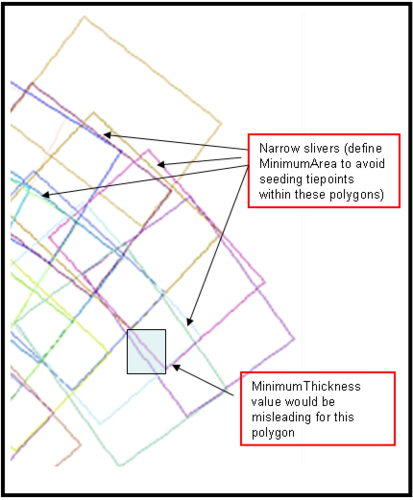 Narrow slivers (define
MinimumArea to avoid
seeding tiepoints
within these polygons)
MinimumThickness
value would be
misleading for this
polygon